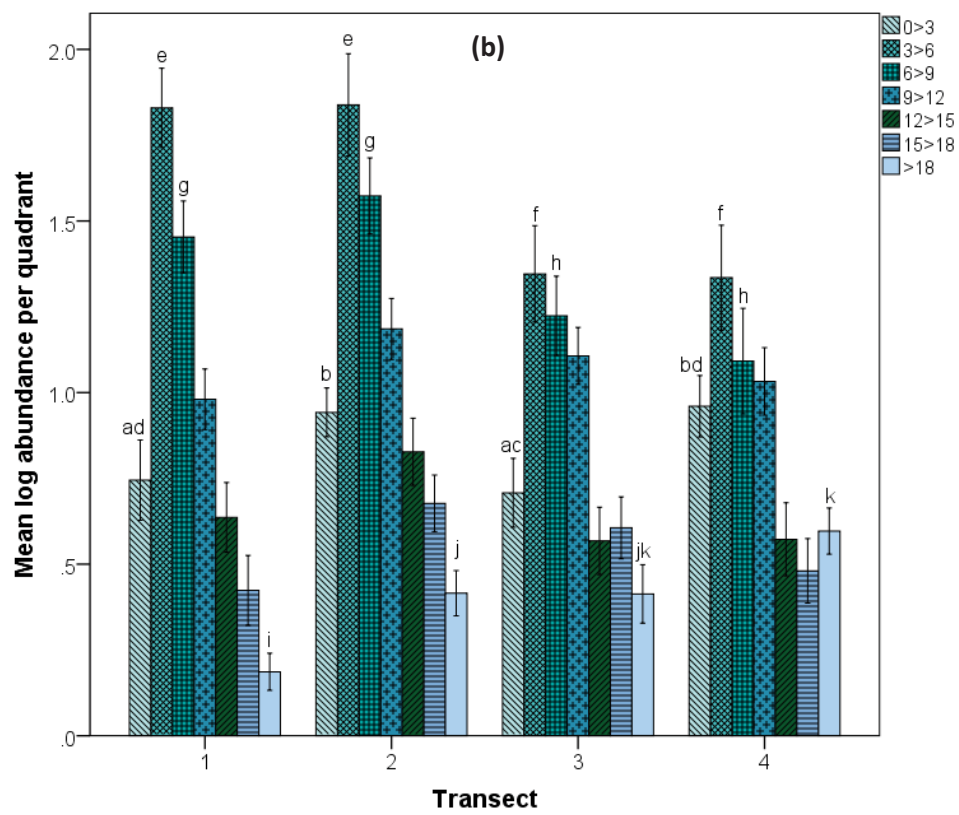 (b)
0>3
3>6
6>9
9>12
12>15
15>18
>18
Mean log abundance per quadrant
2.0
1.5
1.0
.5
.0
ad
e
g
i
b
e
g
j
ac
f
h
jk
bd
f
h
k
1
2
3
4
Transect